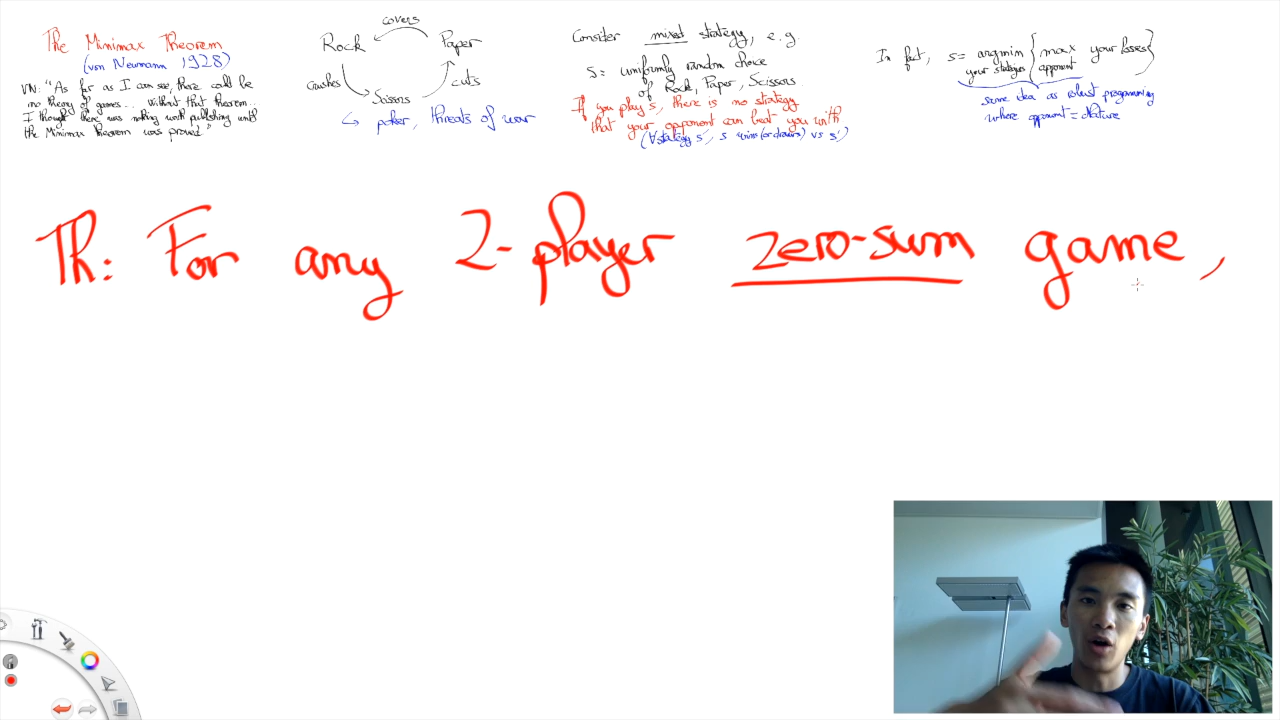 The Minimax Theorem
(von Neumann 1928)
VN: "As far as I can see, there could be
no theory of games... without that theorem...
I thought there was nothing worth publishing until
the Minimax Theorem was proved"
covers
Rock
Paper
crushes
cuts
Scissors
↳ poker, threats of war
Consider mixed strategy, e.g.
S = uniformly random choice
of Rock, Paper, Scissors.
If you play s, there is no strategy
that your opponent can beat you with
(∀ strategy s', s wins (or draws) vs s')
In fact, s = argmin { max your losses }
your strategies opponent
same idea as robust programming
where opponent = Nature
Th: For any 2-player zero-sum game,